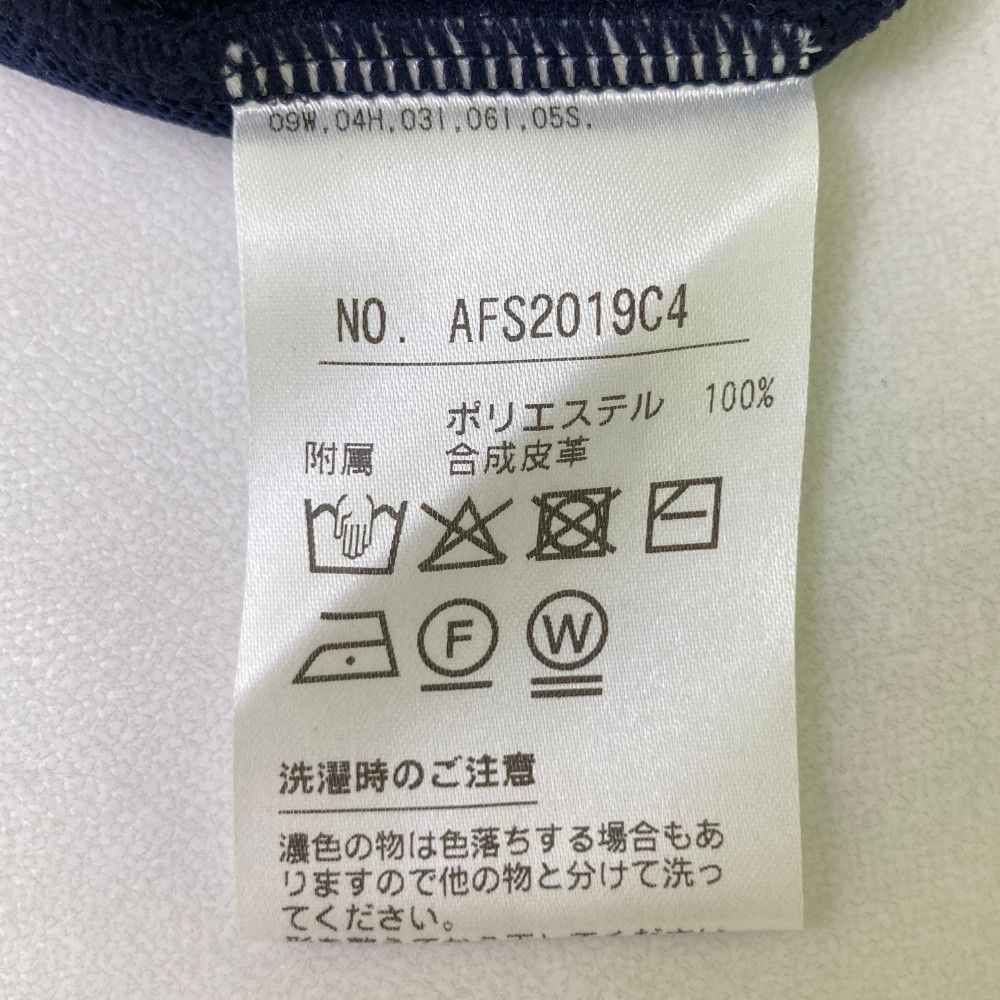 09W,04H,03I,06I,05S,
NO. AFS2019C4
ポリエステル 100%
附属 合成皮革
F W
洗濯時のご注意
濃色の物は色落ちする場合もあ
りますので他の物と分けて洗っ
てください。